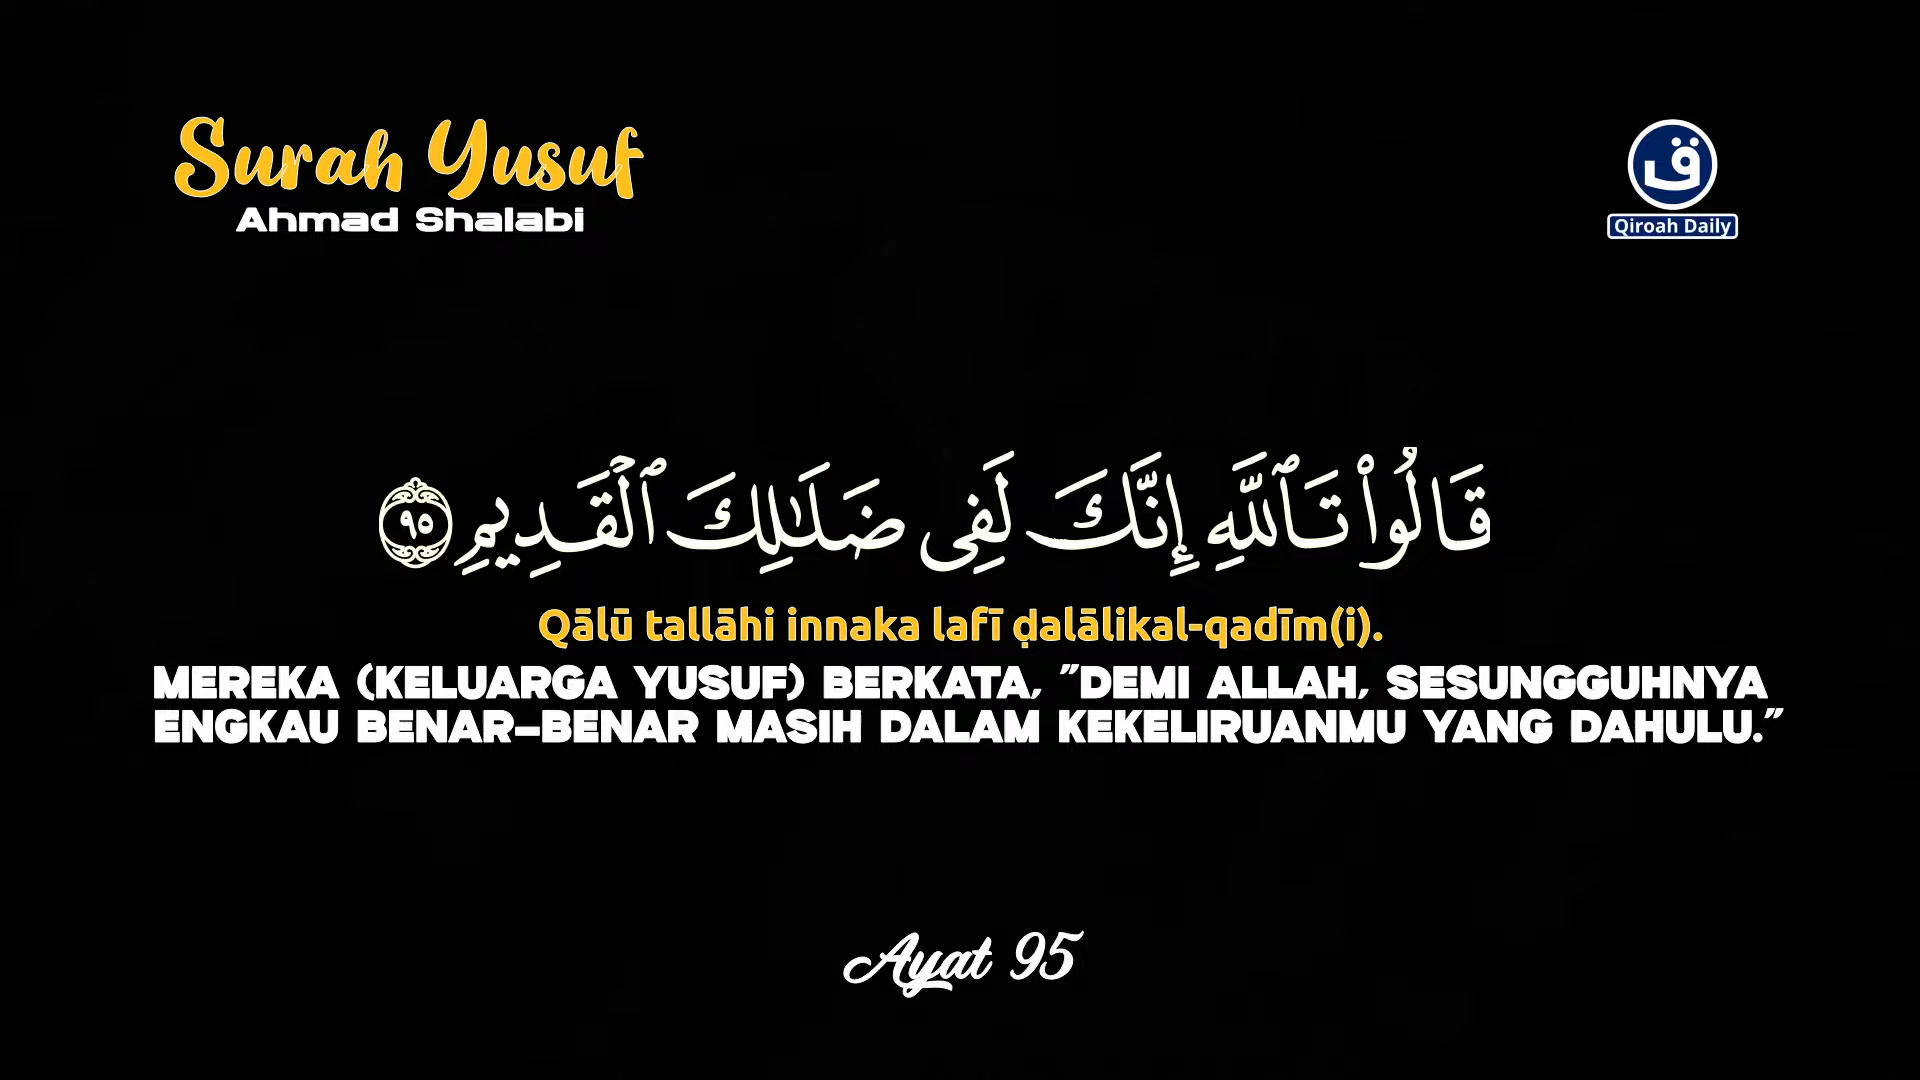 Surah Yusuf
Ahmad Shalabi
ق
Qiroah Daily
قَالُوا۟ تَٱللَّهِ إِنَّكَ لَفِى ضَلَـٰلِكَ ٱلْقَدِيمِ ٩٥
Qālū tallāhi innaka lafī ḍalālikal-qadīm(i).
MEREKA (KELUARGA YUSUF) BERKATA, "DEMI ALLAH, SESUNGGUHNYA
ENGKAU BENAR-BENAR MASIH DALAM KEKELIRUANMU YANG DAHULU."
Ayat 95